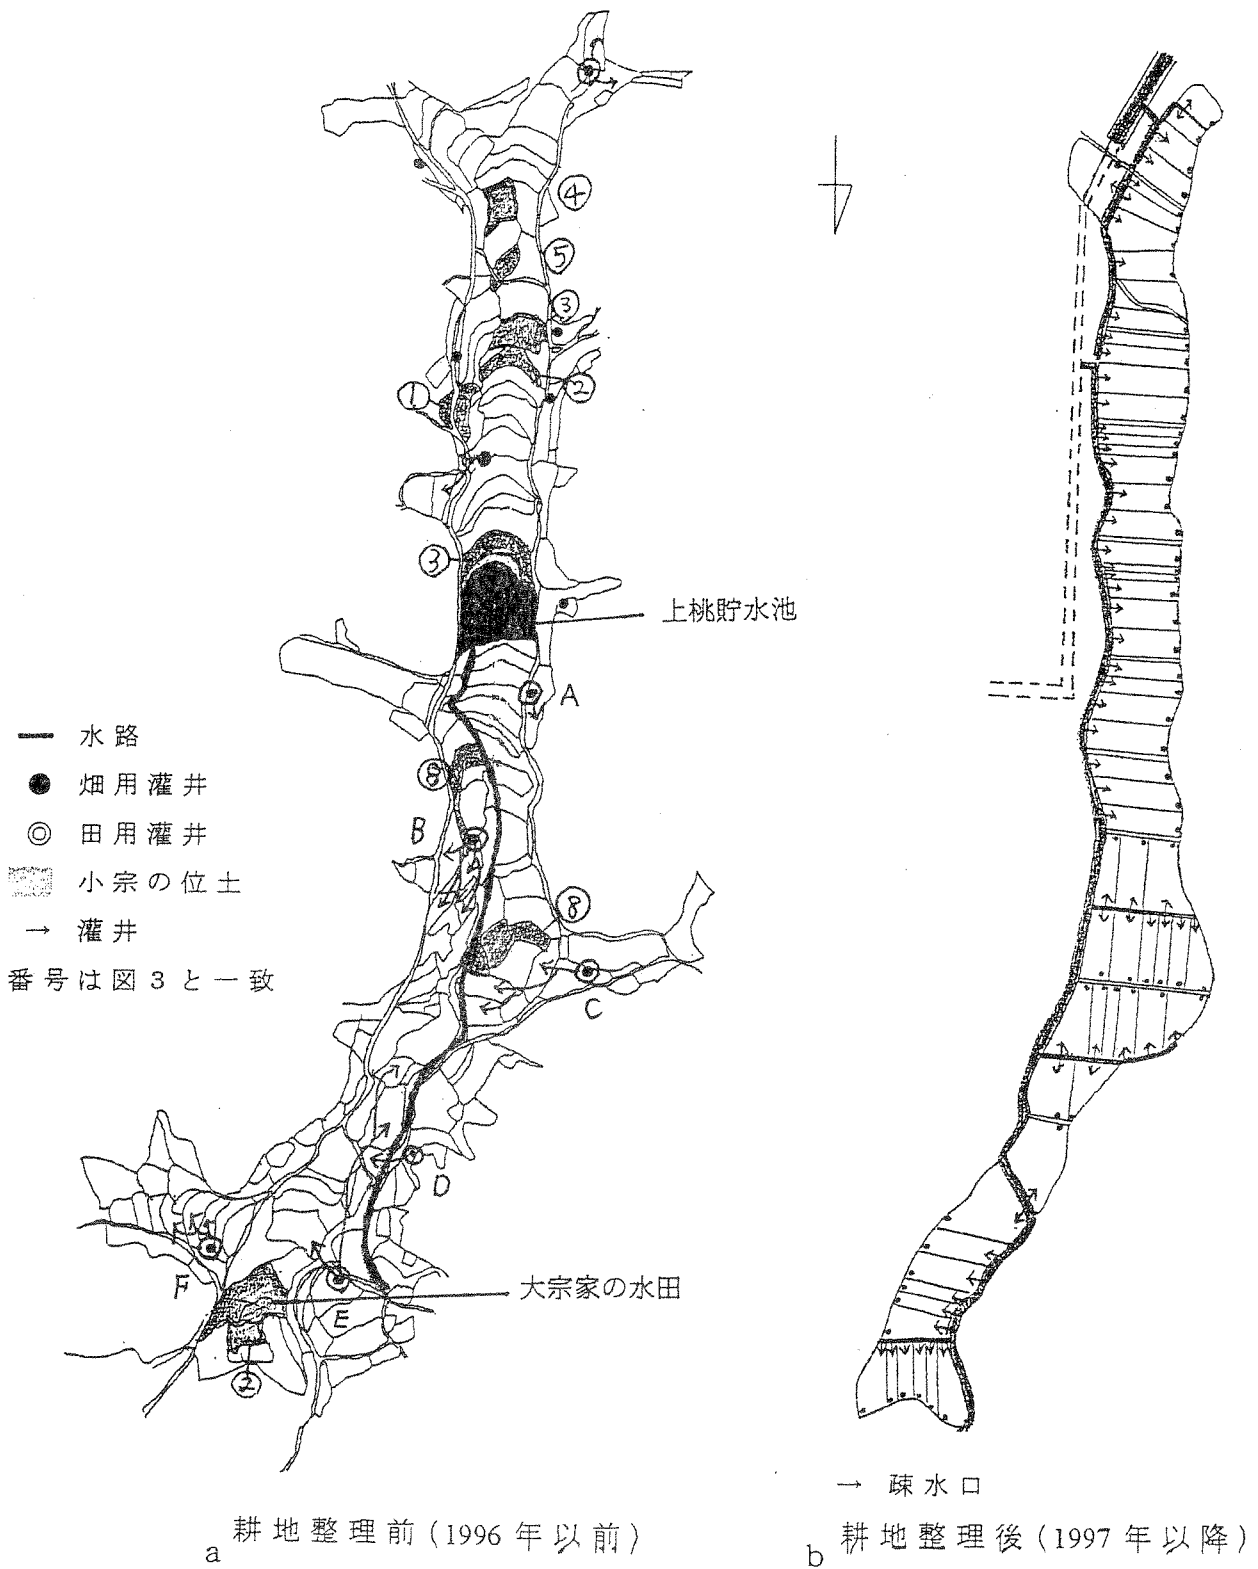 ④
⑤
③
②
①
③
上桃貯水池
A
⑧
B
⑧
C
D
F
E
大宗家の水田
②
水路
畑用灌井
田用灌井
小宗の位土
→ 灌井
番号は図3と一致
→ 疎水口
a 耕地整理前(1996年以前)
b 耕地整理後(1997年以降)